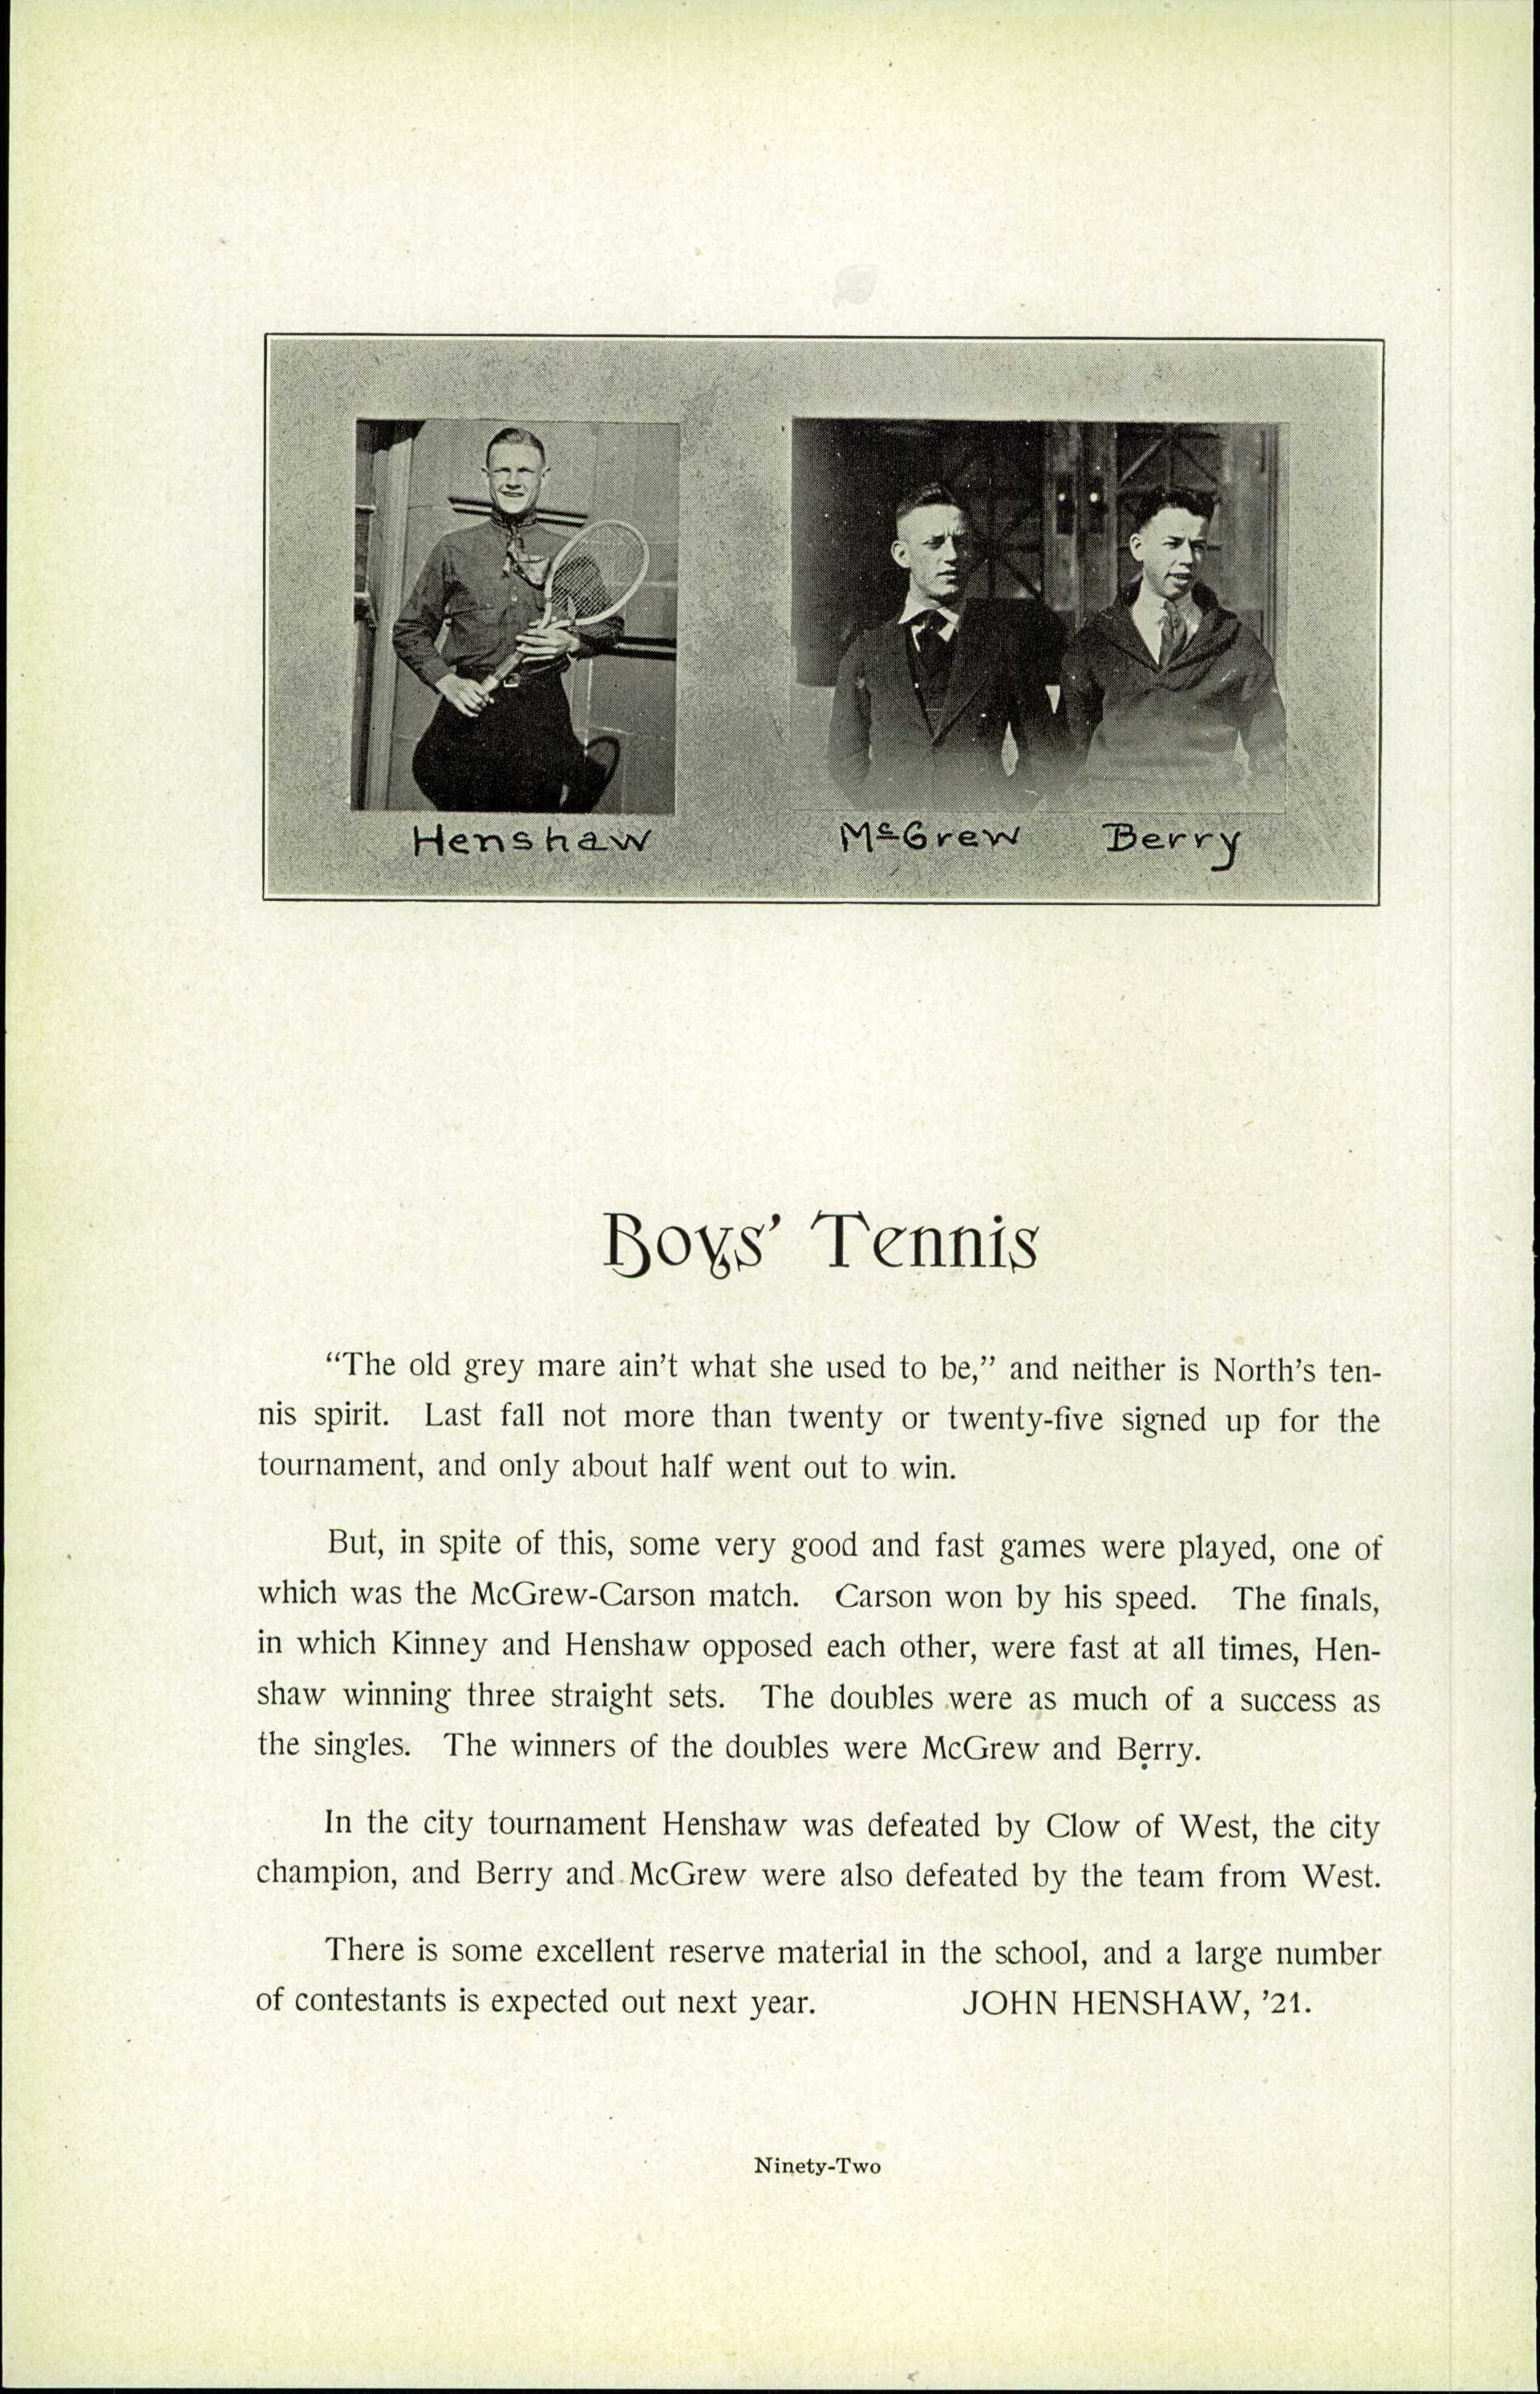 Henshaw McGrew Berry
Boys' Tennis
“The old grey mare ain't what she used to be,” and neither is North's ten-
nis spirit. Last fall not more than twenty or twenty-five signed up for the
tournament, and only about half went out to win.
But, in spite of this, some very good and fast games were played, one of
which was the McGrew-Carson match. Carson won by his speed. The finals,
in which Kinney and Henshaw opposed each other, were fast at all times, Hen-
shaw winning three straight sets. The doubles were as much of a success as
the singles. The winners of the doubles were McGrew and Berry.
In the city tournament Henshaw was defeated by Clow of West, the city
champion, and Berry and McGrew were also defeated by the team from West.
There is some excellent reserve material in the school, and a large number
of contestants is expected out next year. JOHN HENSHAW, '21.
Ninety-Two